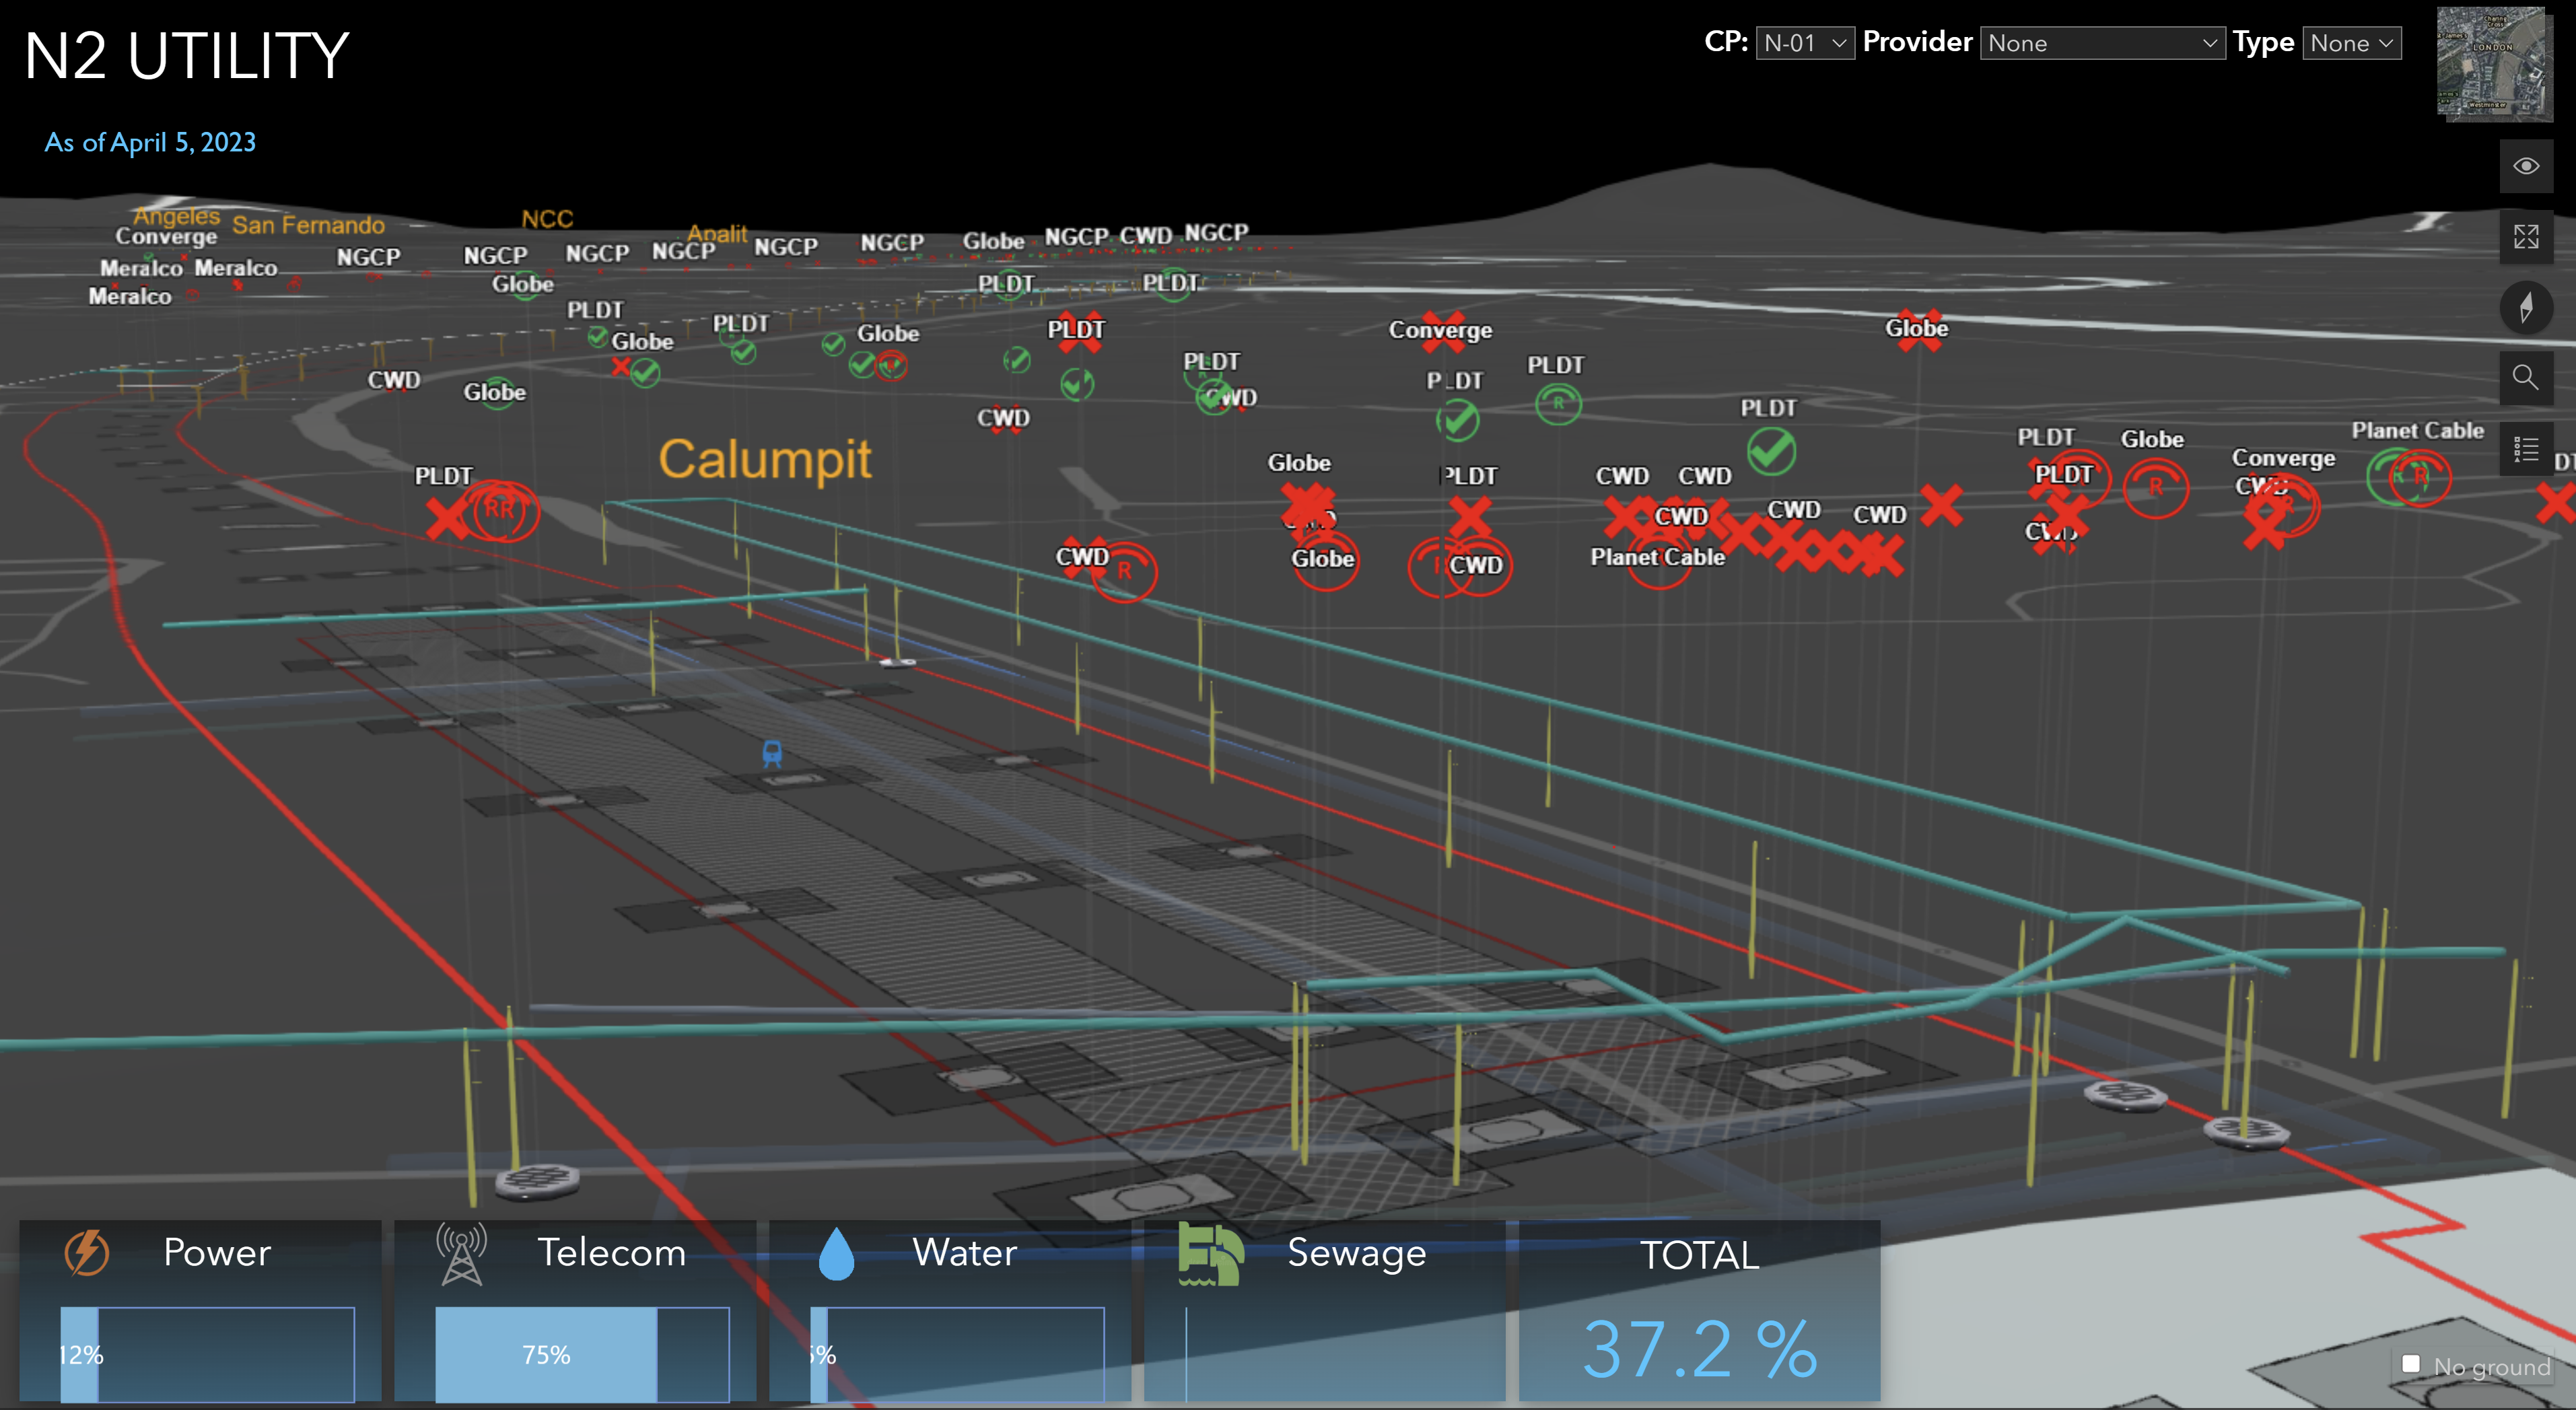 N2 UTILITY
CP: N-01 Provider None Type None
As of April 5, 2023
LONDON
Angeles San Fernando NCC Apalit
Converge NGCP NGCP NGCP NGCP NGCP NGCP Globe NGCP CWD NGCP
Meralco Meralco
Meralco
Globe PLDT PLDT
PLDT PLDT Globe PLDT Converge Globe
Globe
PLDT PLDT PLDT
CWD Globe CWD
CWD PLDT
Calumpit
PLDT Globe Planet Cable
Globe PLDT CWD CWD PLDT Converge
PLDT R R R R R CWD
CWD CWD CWD
CWD
CWD R Globe CWD Planet Cable
Power Telecom Water Sewage TOTAL
12% 75% 37.2 %
No ground